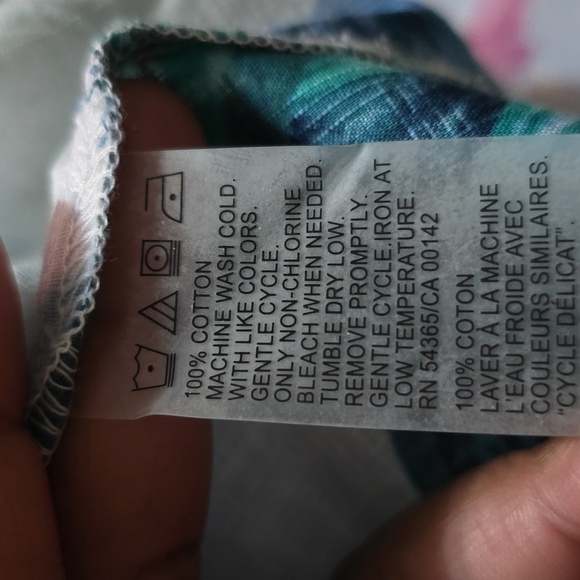 100% COTTON
MACHINE WASH COLD.
WITH LIKE COLORS.
GENTLE CYCLE.
ONLY NON-CHLORINE
BLEACH WHEN NEEDED.
TUMBLE DRY LOW.
REMOVE PROMPTLY.
GENTLE CYCLE.IRON AT
LOW TEMPERATURE.
RN 54365/CA 00142
100% COTON
LAVER À LA MACHINE
L'EAU FROIDE AVEC
COULEURS SIMILAIRES.
"CYCLE DÉLICAT".